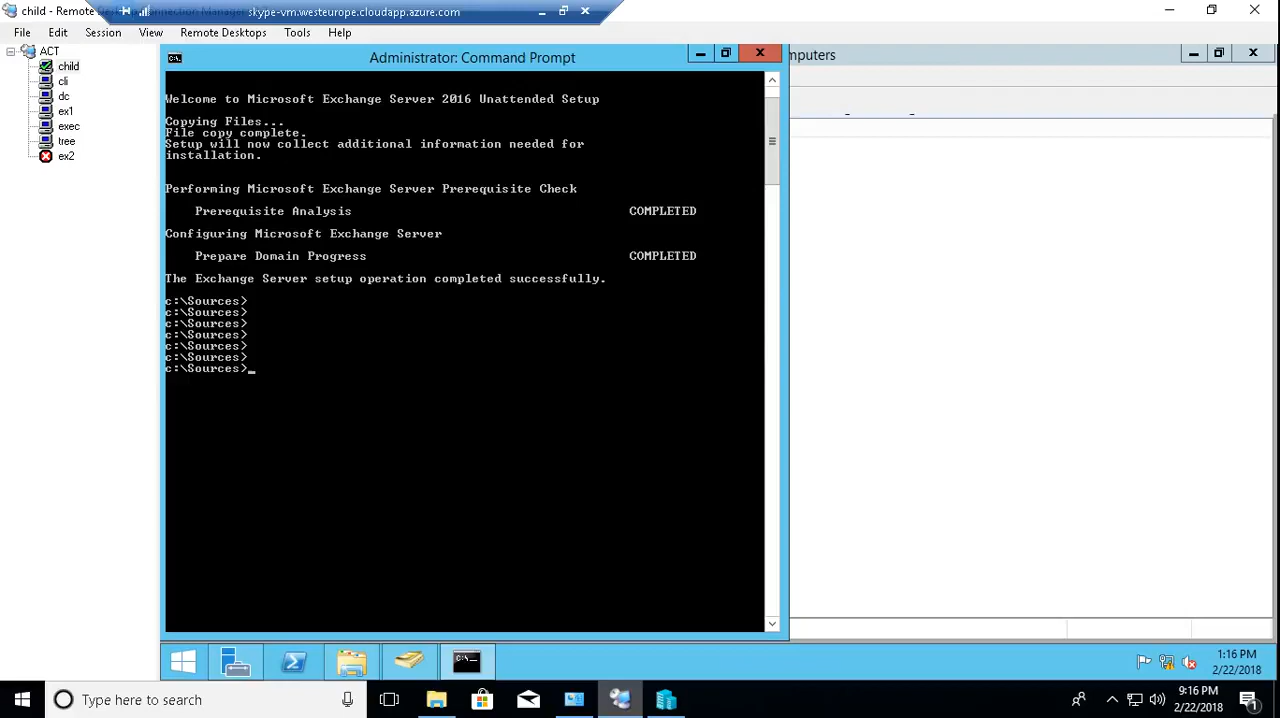 child - Remote Desktop Connection Manager
skype-vm.westeurope.cloudapp.azure.com
File Edit Session View Remote Desktops Tools Help
ACT
child
cli
dc
ex1
exec
tree
ex2
Administrator: Command Prompt
mputers
Welcome to Microsoft Exchange Server 2016 Unattended Setup
Copying Files...
File copy complete.
Setup will now collect additional information needed for
installation.
Performing Microsoft Exchange Server Prerequisite Check
Prerequisite Analysis COMPLETED
Configuring Microsoft Exchange Server
Prepare Domain Progress COMPLETED
The Exchange Server setup operation completed successfully.
c:\Sources>
c:\Sources>
c:\Sources>
c:\Sources>
c:\Sources>
c:\Sources>
c:\Sources>_
1:16 PM
2/22/2018
Type here to search
9:16 PM
2/22/2018
1